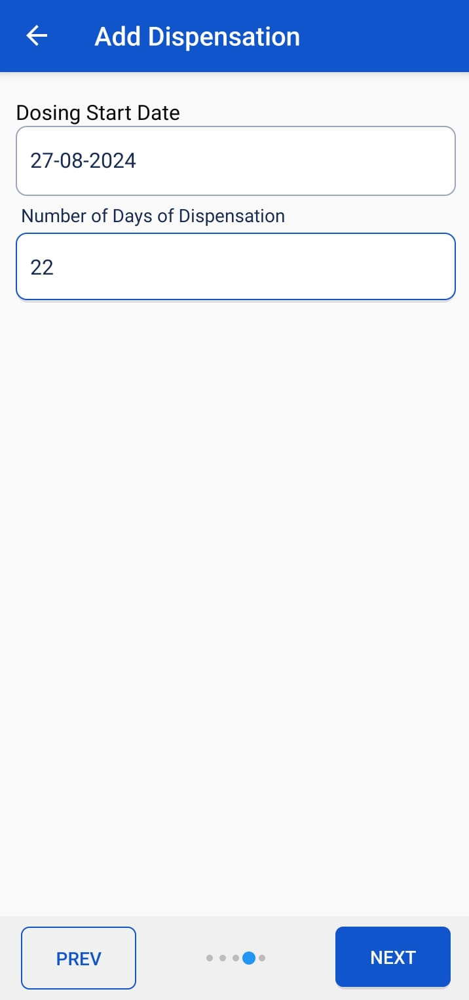 Add Dispensation
Dosing Start Date
27-08-2024
Number of Days of Dispensation
22
PREV
NEXT